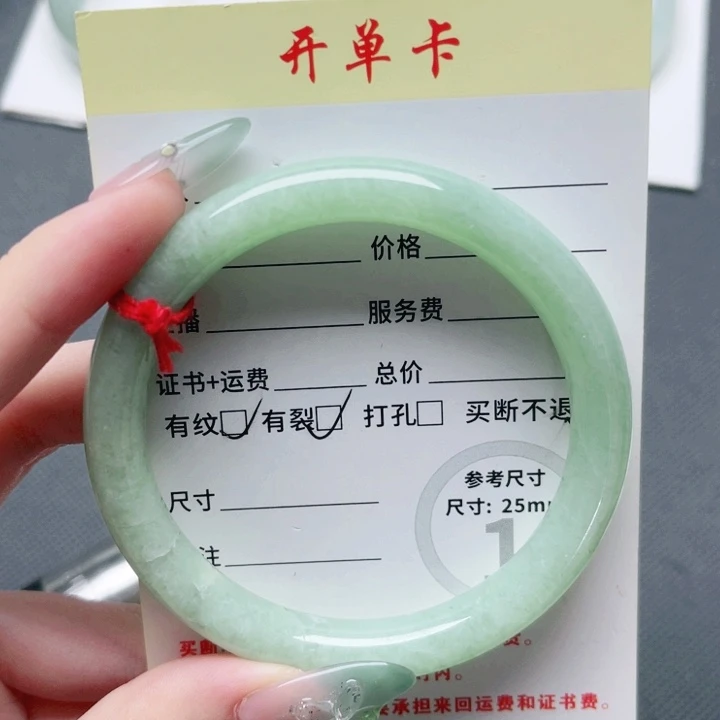 开单卡
价格
播
服务费
证书+运费
总价
有纹 有裂 打孔 买断不退
尺寸
参考尺寸
尺寸: 25m
1
注
买断
费。
内。
承担来回运费和证书费。